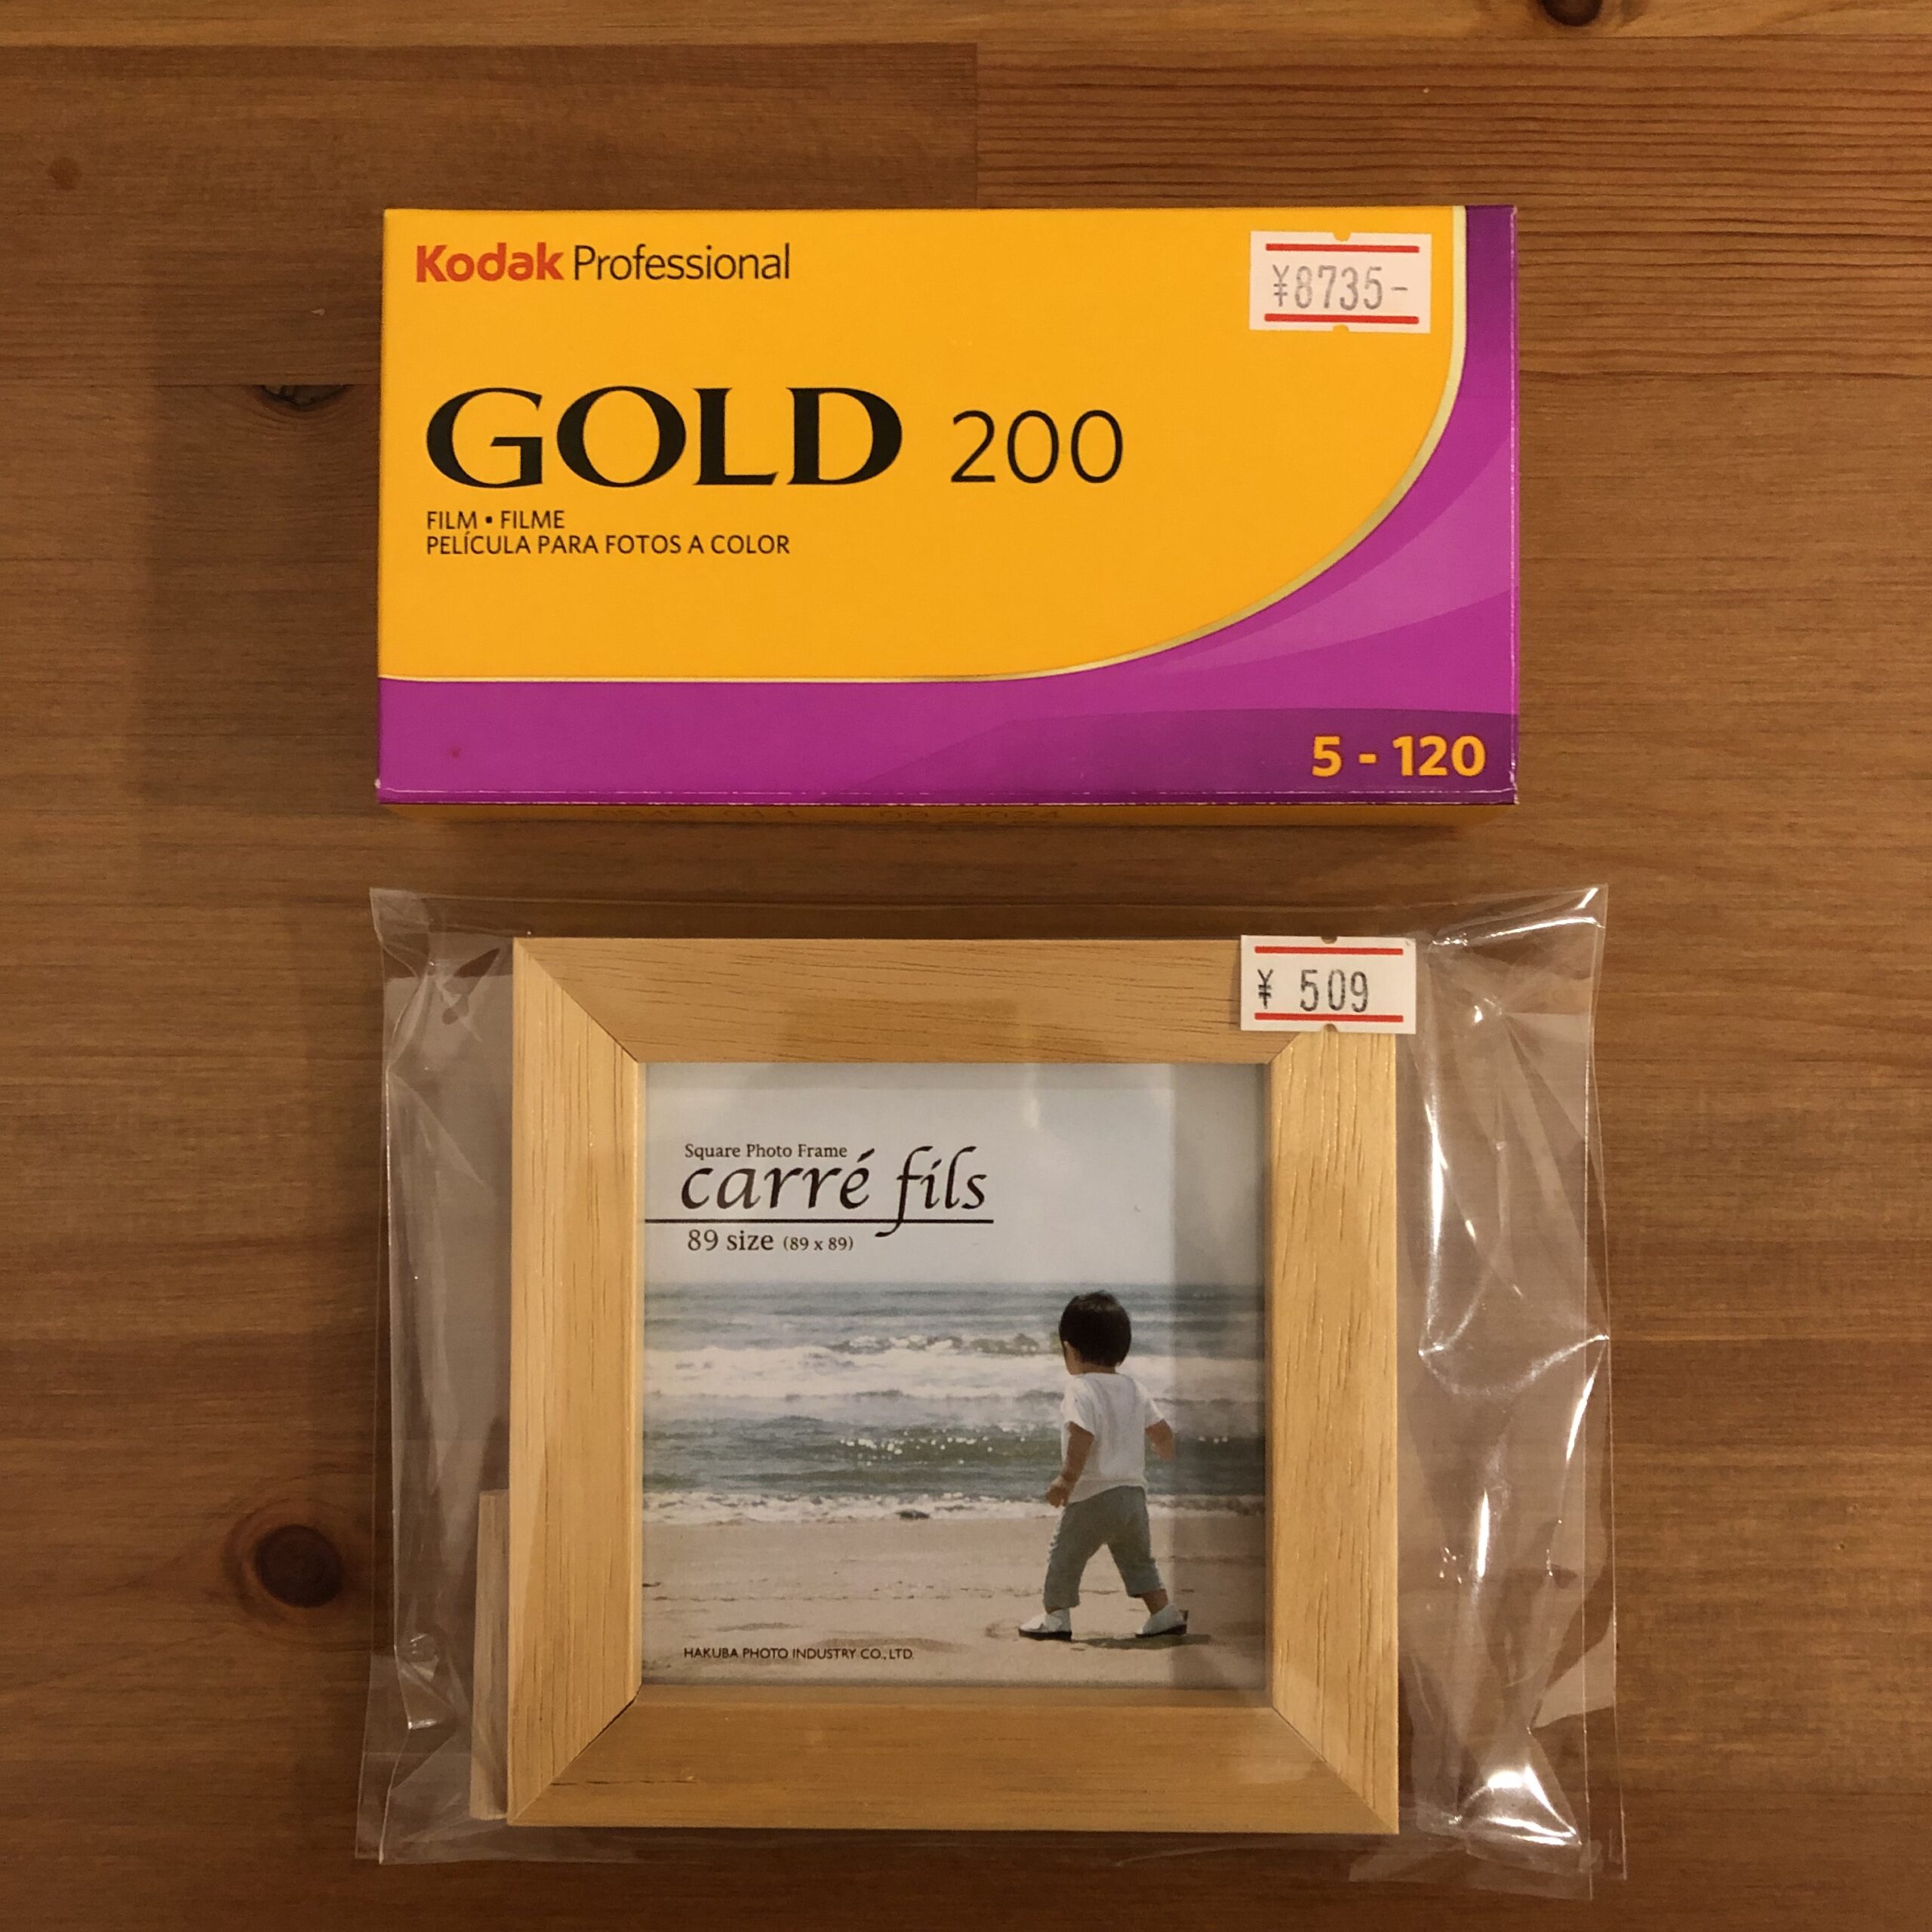 Kodak Professional
¥8735-
GOLD 200
FILM • FILME
PELÍCULA PARA FOTOS A COLOR
5 - 120
¥ 509
Square Photo Frame
carré fils
89 size (89 x 89)
HAKUBA PHOTO INDUSTRY CO.,LTD.